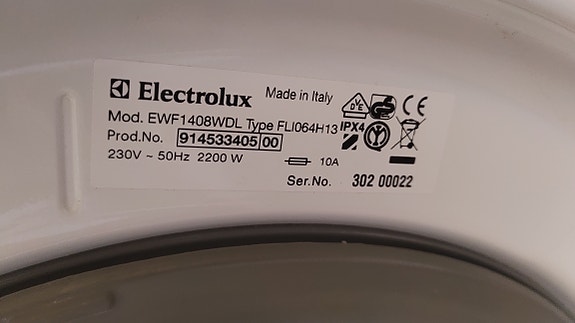 Electrolux Made in Italy
Mod. EWF1408WDL Type FLI064H13 IPX4
Prod.No. 914533405 00
230V ~ 50Hz 2200 W 10A
Ser.No. 302 00022